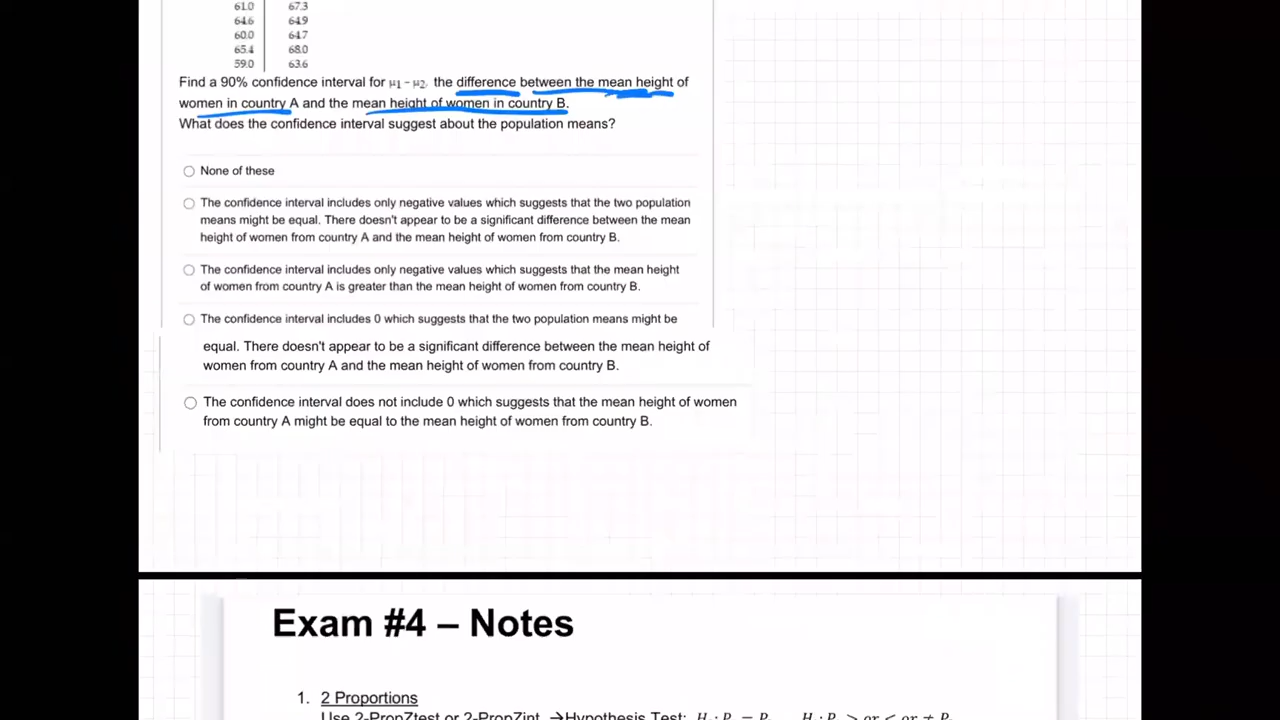 61.0 67.3
64.6 64.9
60.0 64.7
65.4 68.0
59.0 63.6
Find a 90% confidence interval for μ1 - μ2, the difference between the mean height of
women in country A and the mean height of women in country B.
What does the confidence interval suggest about the population means?
None of these
The confidence interval includes only negative values which suggests that the two population
means might be equal. There doesn't appear to be a significant difference between the mean
height of women from country A and the mean height of women from country B.
The confidence interval includes only negative values which suggests that the mean height
of women from country A is greater than the mean height of women from country B.
The confidence interval includes 0 which suggests that the two population means might be
equal. There doesn't appear to be a significant difference between the mean height of
women from country A and the mean height of women from country B.
The confidence interval does not include 0 which suggests that the mean height of women
from country A might be equal to the mean height of women from country B.
Exam #4 – Notes
1. 2 Proportions
Use 2-PropZtest or 2-PropZint →Hypothesis Test: